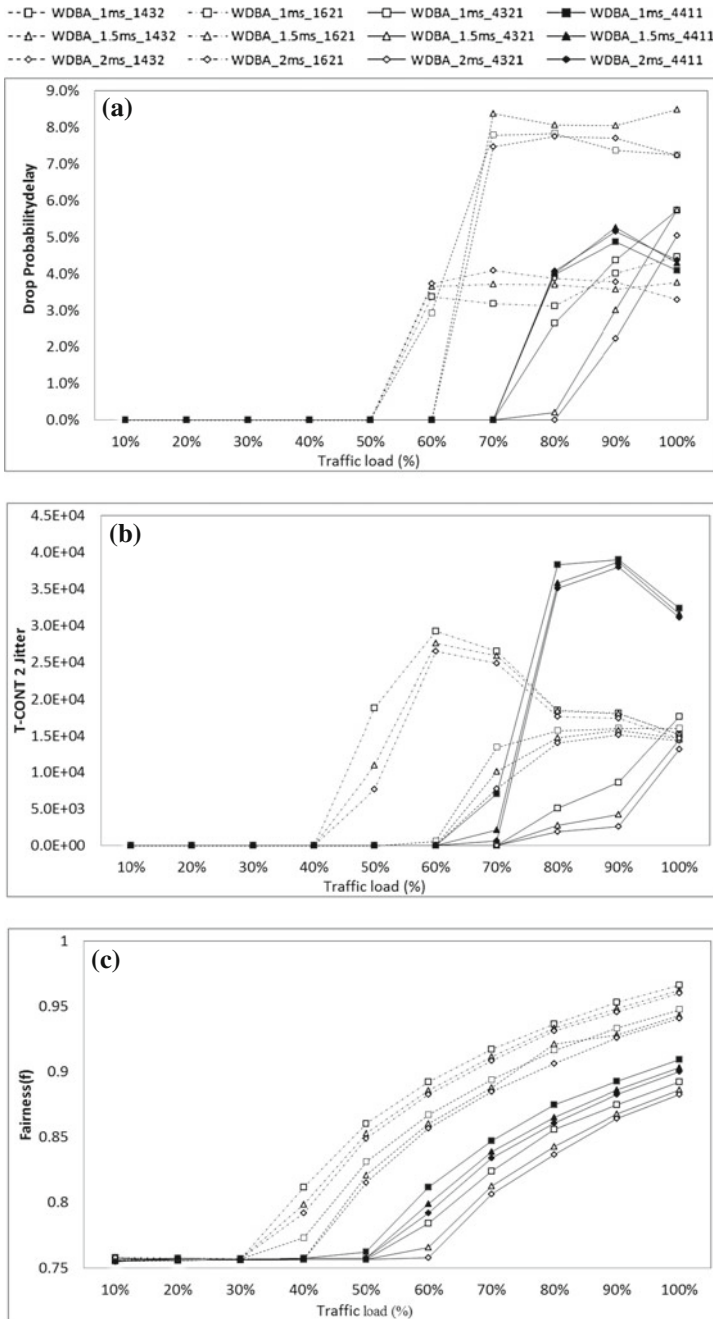 WDBA_1ms_1432 WDBA_1ms_1621 WDBA_1ms_4321 WDBA_1ms_4411
WDBA_1.5ms_1432 WDBA_1.5ms_1621 WDBA_1.5ms_4321 WDBA_1.5ms_4411
WDBA_2ms_1432 WDBA_2ms_1621 WDBA_2ms_4321 WDBA_2ms_4411
(a)
Drop Probabilitydelay
9.0%
8.0%
7.0%
6.0%
5.0%
4.0%
3.0%
2.0%
1.0%
0.0%
10% 20% 30% 40% 50% 60% 70% 80% 90% 100%
Traffic load (%)
(b)
T-CONT 2 Jitter
4.5E+04
4.0E+04
3.5E+04
3.0E+04
2.5E+04
2.0E+04
1.5E+04
1.0E+04
5.0E+03
0.0E+00
10% 20% 30% 40% 50% 60% 70% 80% 90% 100%
Traffic load (%)
(c)
Fairness(f)
1
0.95
0.9
0.85
0.8
0.75
10% 20% 30% 40% 50% 60% 70% 80% 90% 100%
Traffic load (%)